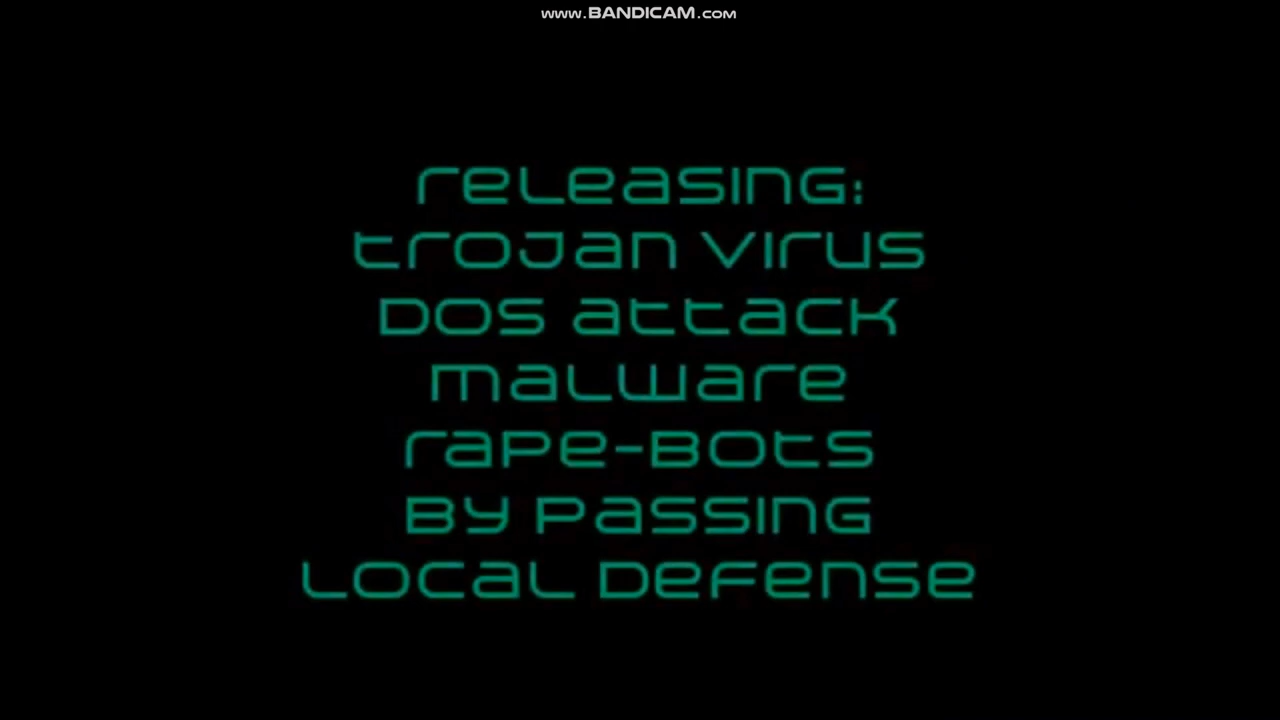 www.BANDICAM.com
releasing:
trojan virus
dos attack
malware
rape-bots
by passing
local defense